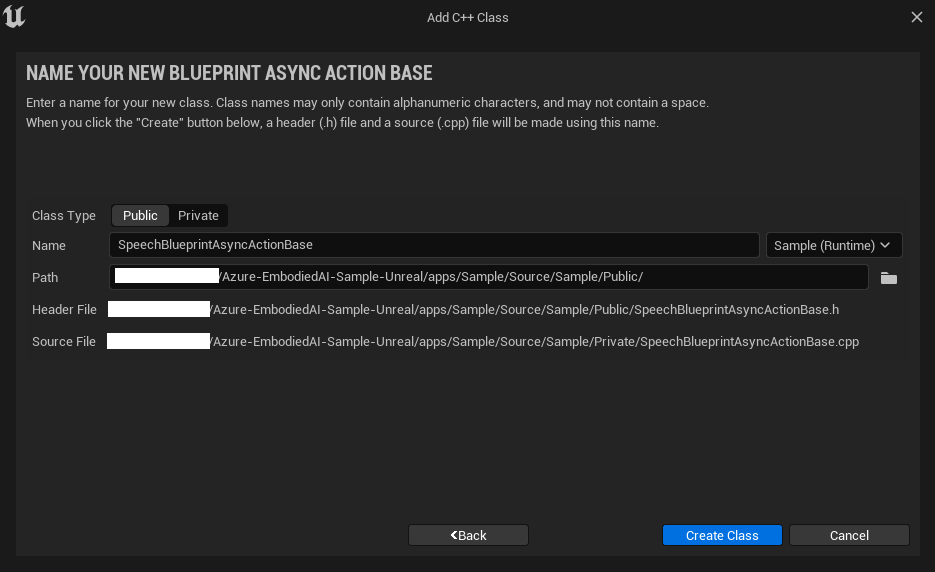 Add C++ Class
NAME YOUR NEW BLUEPRINT ASYNC ACTION BASE
Enter a name for your new class. Class names may only contain alphanumeric characters, and may not contain a space.
When you click the "Create" button below, a header (.h) file and a source (.cpp) file will be made using this name.
Class Type Public Private
Name SpeechBlueprintAsyncActionBase Sample (Runtime)
Path /Azure-EmbodiedAI-Sample-Unreal/apps/Sample/Source/Sample/Public/
Header File /Azure-EmbodiedAI-Sample-Unreal/apps/Sample/Source/Sample/Public/SpeechBlueprintAsyncActionBase.h
Source File /Azure-EmbodiedAI-Sample-Unreal/apps/Sample/Source/Sample/Private/SpeechBlueprintAsyncActionBase.cpp
Back Create Class Cancel